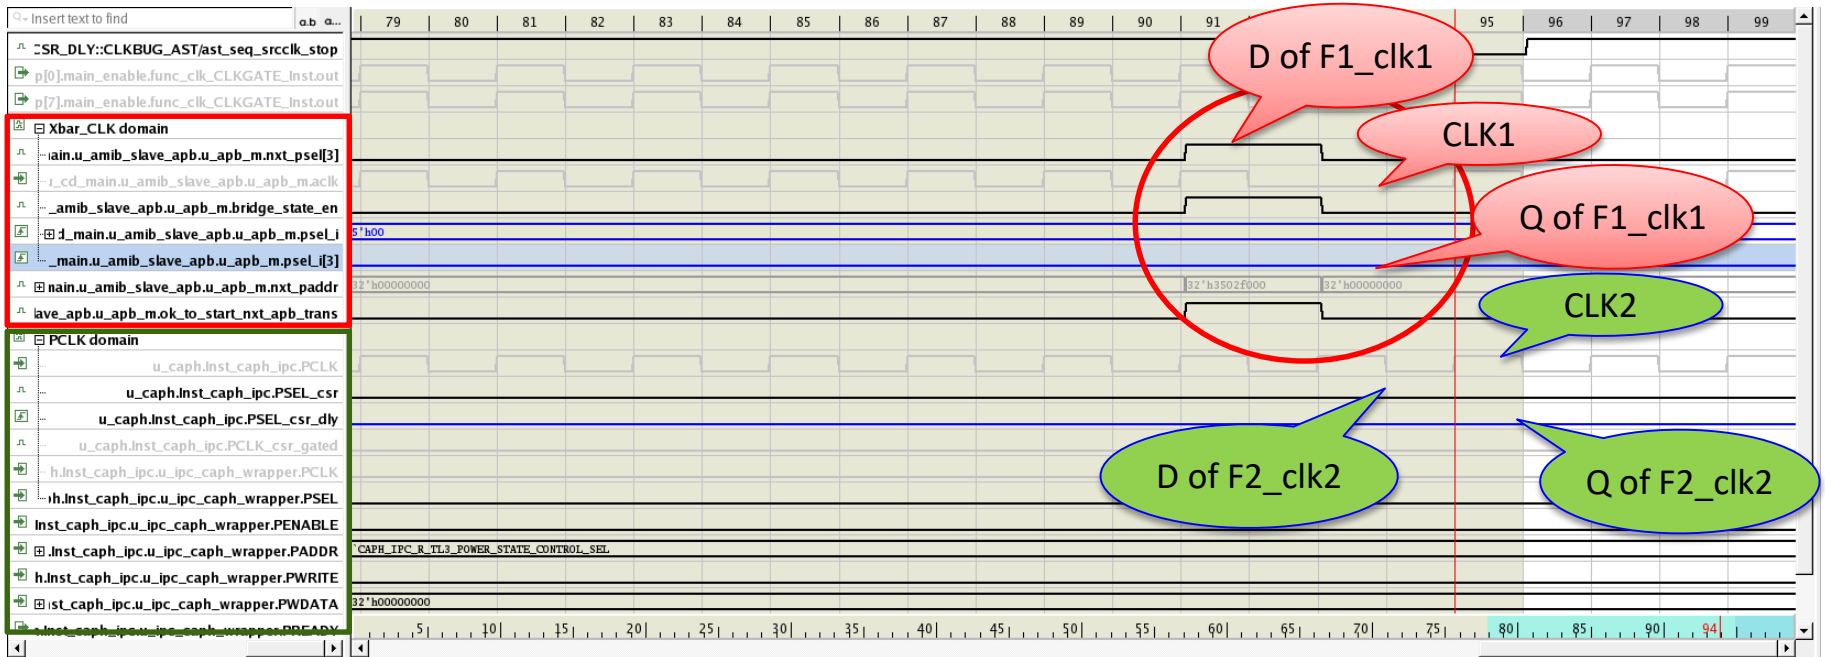 Insert text to find a.b a...
79 80 81 82 83 84 85 86 87 88 89 90 91 95 96 97 98 99
CSR_DLY::CLKBUG_AST/ast_seq_srcclk_stop
p[0].main_enable.func_clk_CLKGATE_Inst.out
p[7].main_enable.func_clk_CLKGATE_Inst.out
Xbar_CLK domain
ain.u_amib_slave_apb.u_apb_m.nxt_psel[3]
u_cd_main.u_amib_slave_apb.u_apb_m.aclk
_amib_slave_apb.u_apb_m.bridge_state_en
d_main.u_amib_slave_apb.u_apb_m.psel_i
5'h00
_main.u_amib_slave_apb.u_apb_m.psel_i[3]
nain.u_amib_slave_apb.u_apb_m.nxt_paddr
32'h00000000 32'h3502f000 32'h00000000
lave_apb.u_apb_m.ok_to_start_nxt_apb_trans
PCLK domain
u_caph.Inst_caph_ipc.PCLK
u_caph.Inst_caph_ipc.PSEL_csr
u_caph.Inst_caph_ipc.PSEL_csr_dly
u_caph.Inst_caph_ipc.PCLK_csr_gated
h.Inst_caph_ipc.u_ipc_caph_wrapper.PCLK
h.Inst_caph_ipc.u_ipc_caph_wrapper.PSEL
Inst_caph_ipc.u_ipc_caph_wrapper.PENABLE
.Inst_caph_ipc.u_ipc_caph_wrapper.PADDR
`CAPH_IPC_R_TL3_POWER_STATE_CONTROL_SEL
h.Inst_caph_ipc.u_ipc_caph_wrapper.PWRITE
st_caph_ipc.u_ipc_caph_wrapper.PWDATA
32'h00000000
.Inst_caph_ipc.u_ipc_caph_wrapper.PREADY
5 10 15 20 25 30 35 40 45 50 55 60 65 70 75 80 85 90 94
D of F1_clk1
CLK1
Q of F1_clk1
CLK2
D of F2_clk2
Q of F2_clk2